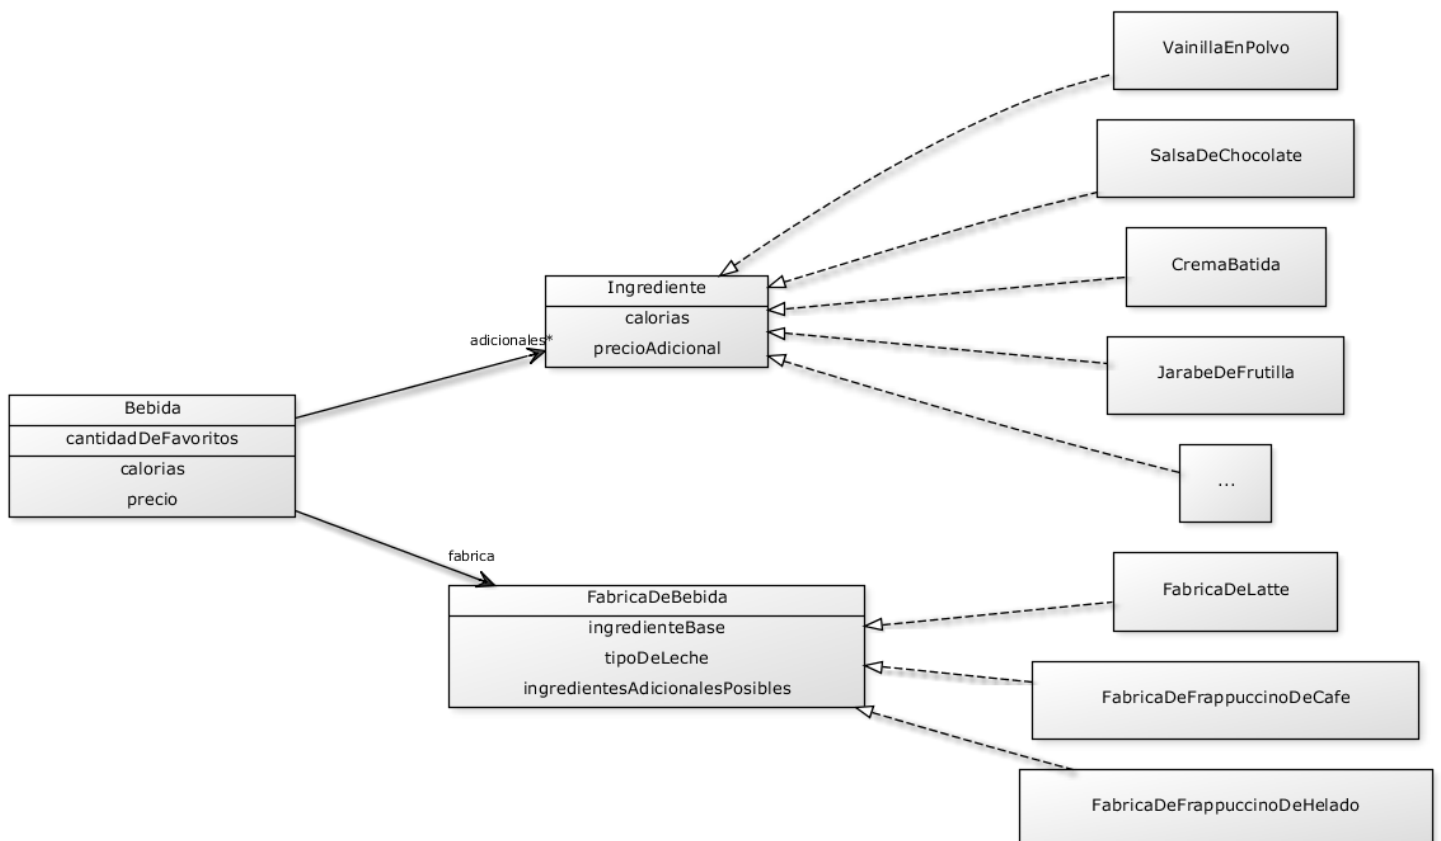 VainillaEnPolvo
SalsaDeChocolate
CremaBatida
Ingrediente
calorias
precioAdicional
adicionales*
JarabeDeFrutilla
Bebida
cantidadDeFavoritos
calorias
precio
...
fabrica
FabricaDeBebida
ingredienteBase
tipoDeLeche
ingredientesAdicionalesPosibles
FabricaDeLatte
FabricaDeFrappuccinoDeCafe
FabricaDeFrappuccinoDeHelado